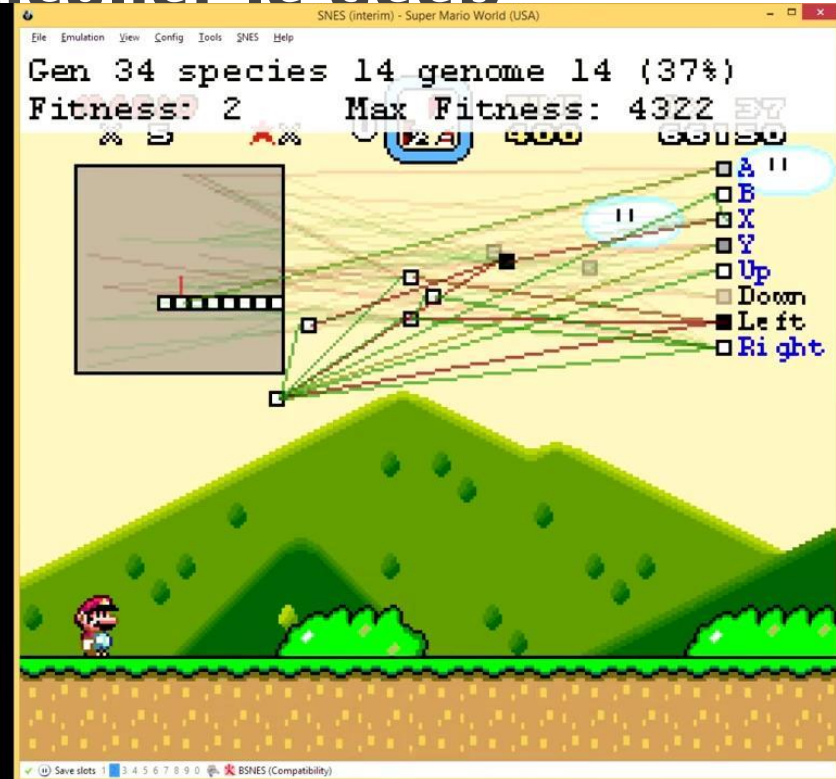 SNES (interim) - Super Mario World (USA)
File Emulation View Config Tools SNES Help
Gen 34 species 14 genome 14 (37%)
Fitness: 2 Max Fitness: 4322
A
B
X
Y
Up
Down
Left
Right
Save slots 1 2 3 4 5 6 7 8 9 0 BSNES (Compatibility)